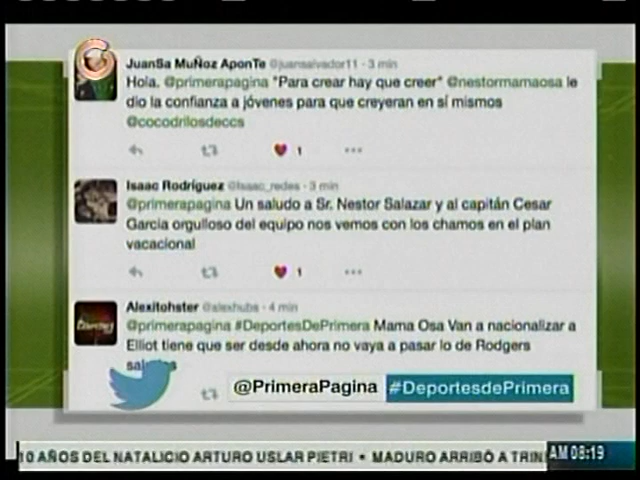 JuanSa MuÑoz AponTe @juansalvador11 · 3 min
Hola, @primerapagina "Para crear hay que creer" @nestormamaosa le
dio la confianza a jóvenes para que creyeran en sí mismos
@cocodrilosdeccs
1
Isaac Rodríguez @Isaac_redes · 3 min
@primerapagina Un saludo a Sr. Nestor Salazar y al capitán Cesar
Garcia orgulloso del equipo nos vemos con los chamos en el plan
vacacional
1
Alexitohster @alexhubs · 4 min
@primerapagina #DeportesDePrimera Mama Osa Van a nacionalizar a
Elliot tiene que ser desde ahora no vaya a pasar lo de Rodgers
@PrimeraPagina #DeportesdePrimera
10 AÑOS DEL NATALICIO ARTURO USLAR PIETRI • MADURO ARRIBÓ A TRIN
AM 08:19